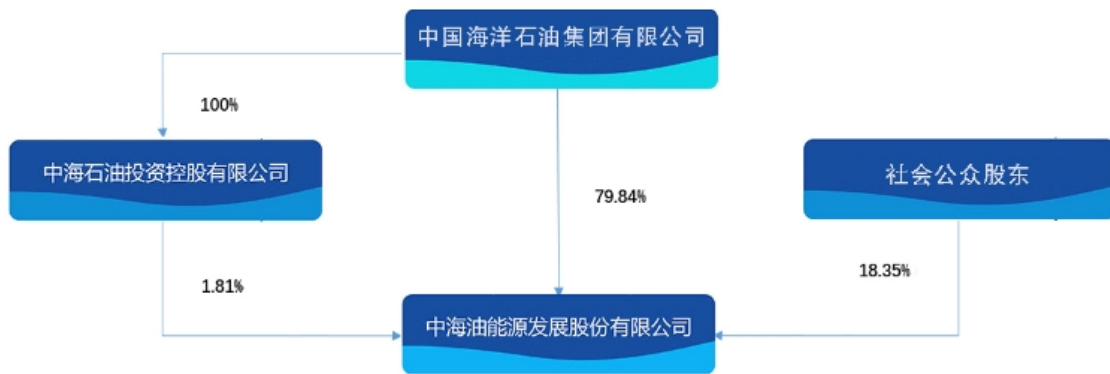 中国海洋石油集团有限公司
100%
中海石油投资控股有限公司
社会公众股东
79.84%
18.35%
1.81%
中海油能源发展股份有限公司